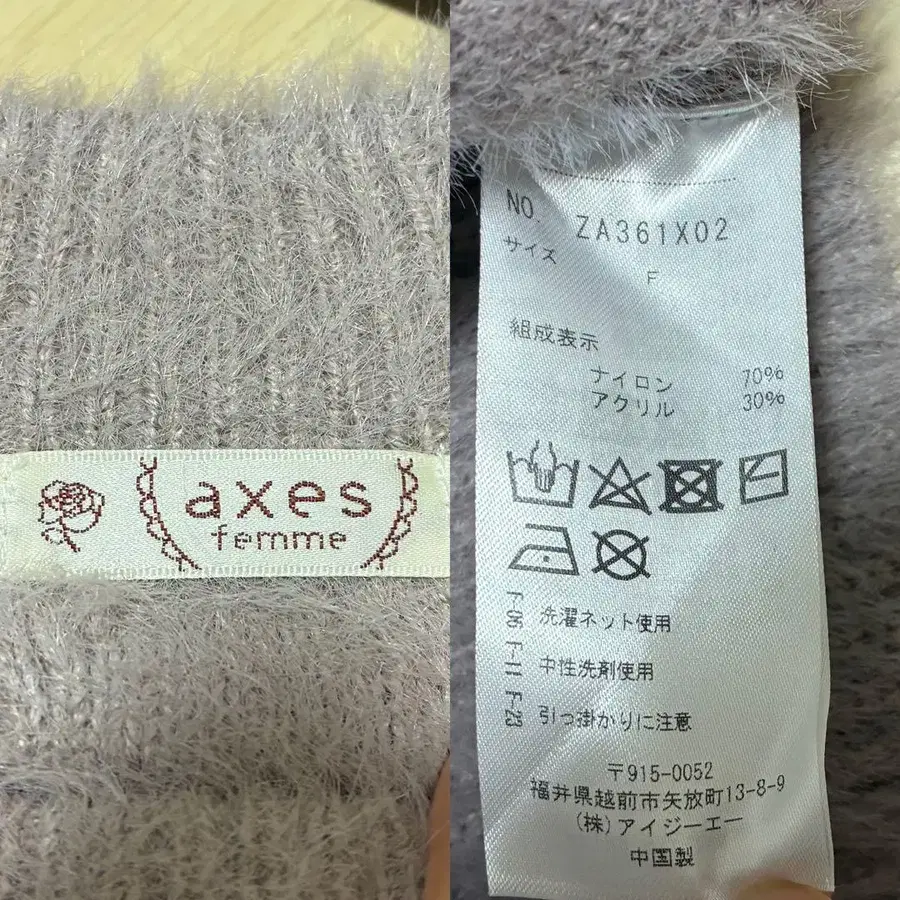 axes
femme
NO. ZA361X02
サイズ
F
組成表示
ナイロン 70%
アクリル 30%
F-06 洗濯ネット使用
F-11 中性洗剤使用
F-23 引っ掛かりに注意
〒915-0052
福井県越前市矢放町13-8-9
(株)アイジーエー
中国製